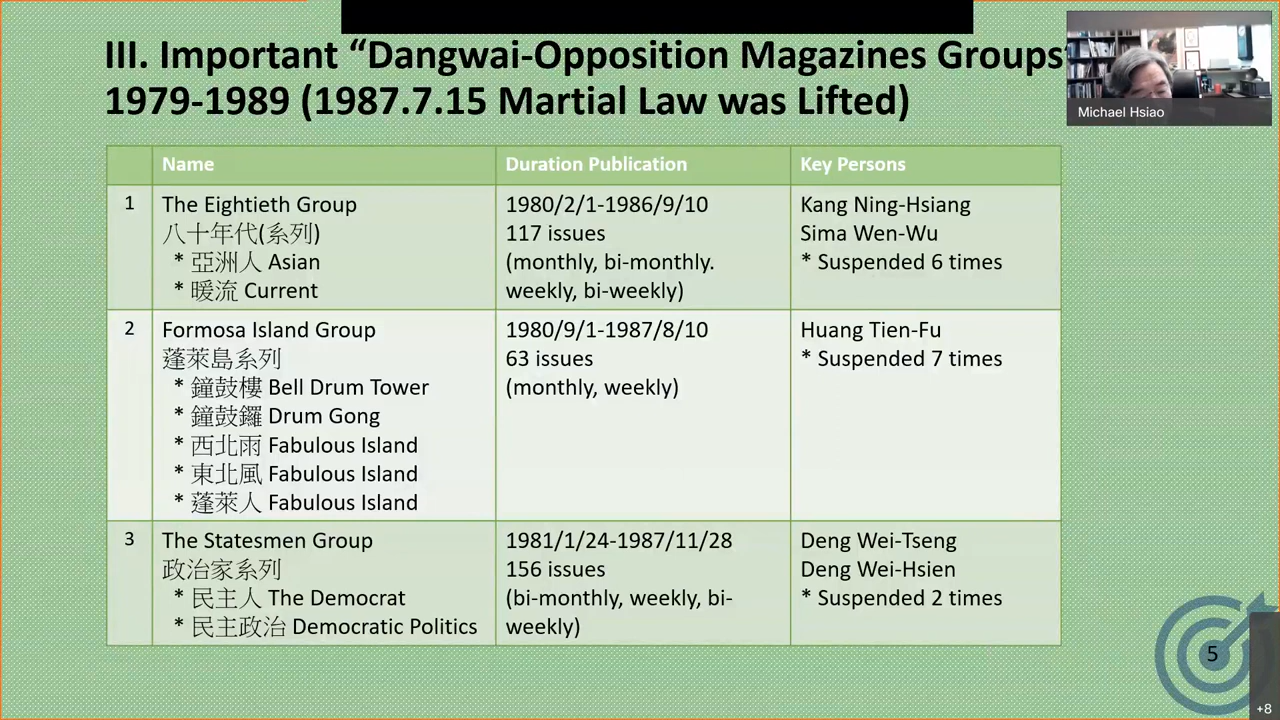 III. Important “Dangwai-Opposition Magazines Groups
1979-1989 (1987.7.15 Martial Law was Lifted)
Michael Hsiao
Name
Duration Publication
Key Persons
1
The Eightieth Group
八十年代(系列)
* 亞洲人 Asian
* 暖流 Current
1980/2/1-1986/9/10
117 issues
(monthly, bi-monthly.
weekly, bi-weekly)
Kang Ning-Hsiang
Sima Wen-Wu
* Suspended 6 times
2
Formosa Island Group
蓬萊島系列
* 鐘鼓樓 Bell Drum Tower
* 鐘鼓鑼 Drum Gong
* 西北雨 Fabulous Island
* 東北風 Fabulous Island
* 蓬萊人 Fabulous Island
1980/9/1-1987/8/10
63 issues
(monthly, weekly)
Huang Tien-Fu
* Suspended 7 times
3
The Statesmen Group
政治家系列
* 民主人 The Democrat
* 民主政治 Democratic Politics
1981/1/24-1987/11/28
156 issues
(bi-monthly, weekly, bi-
weekly)
Deng Wei-Tseng
Deng Wei-Hsien
* Suspended 2 times
5
+8